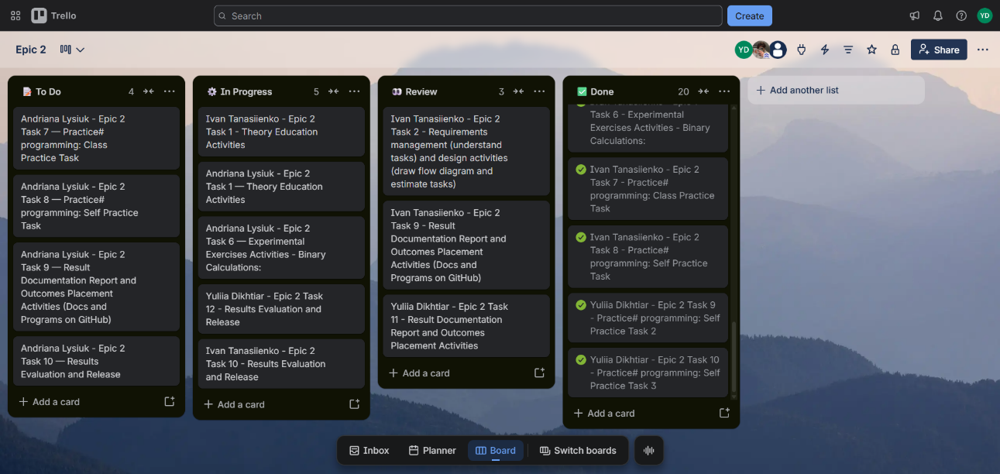 Trello
Search
Create
YD
Epic 2
YD
Share
To Do
4
Andriana Lysiuk - Epic 2
Task 7 — Practice#
programming: Class
Practice Task
Andriana Lysiuk - Epic 2
Task 8 — Practice#
programming: Self Practice
Task
Andriana Lysiuk - Epic 2
Task 9 — Result
Documentation Report and
Outcomes Placement
Activities (Docs and
Programs on GitHub)
Andriana Lysiuk - Epic 2
Task 10 — Results
Evaluation and Release
Add a card
In Progress
5
Ivan Tanasiienko - Epic 2
Task 1 - Theory Education
Activities
Andriana Lysiuk - Epic 2
Task 1 — Theory Education
Activities
Andriana Lysiuk - Epic 2
Task 6 — Experimental
Exercises Activities - Binary
Calculations:
Yuliia Dikhtiar - Epic 2 Task
12 - Results Evaluation and
Release
Ivan Tanasiienko - Epic 2
Task 10 - Results Evaluation
and Release
Add a card
Review
3
Ivan Tanasiienko - Epic 2
Task 2 - Requirements
management (understand
tasks) and design activities
(draw flow diagram and
estimate tasks)
Ivan Tanasiienko - Epic 2
Task 9 - Result
Documentation Report and
Outcomes Placement
Activities (Docs and
Programs on GitHub)
Yuliia Dikhtiar - Epic 2 Task
11 - Result Documentation
Report and Outcomes
Placement Activities
Add a card
Done
20
Ivan Tanasiienko - Epic 2
Task 6 - Experimental
Exercises Activities - Binary
Calculations:
Ivan Tanasiienko - Epic 2
Task 7 - Practice#
programming: Class Practice
Task
Ivan Tanasiienko - Epic 2
Task 8 - Practice#
programming: Self Practice
Task
Yuliia Dikhtiar - Epic 2 Task 9
- Practice# programming: Self
Practice Task 2
Yuliia Dikhtiar - Epic 2 Task 10
- Practice# programming: Self
Practice Task 3
Add a card
Add another list
Inbox
Planner
Board
Switch boards